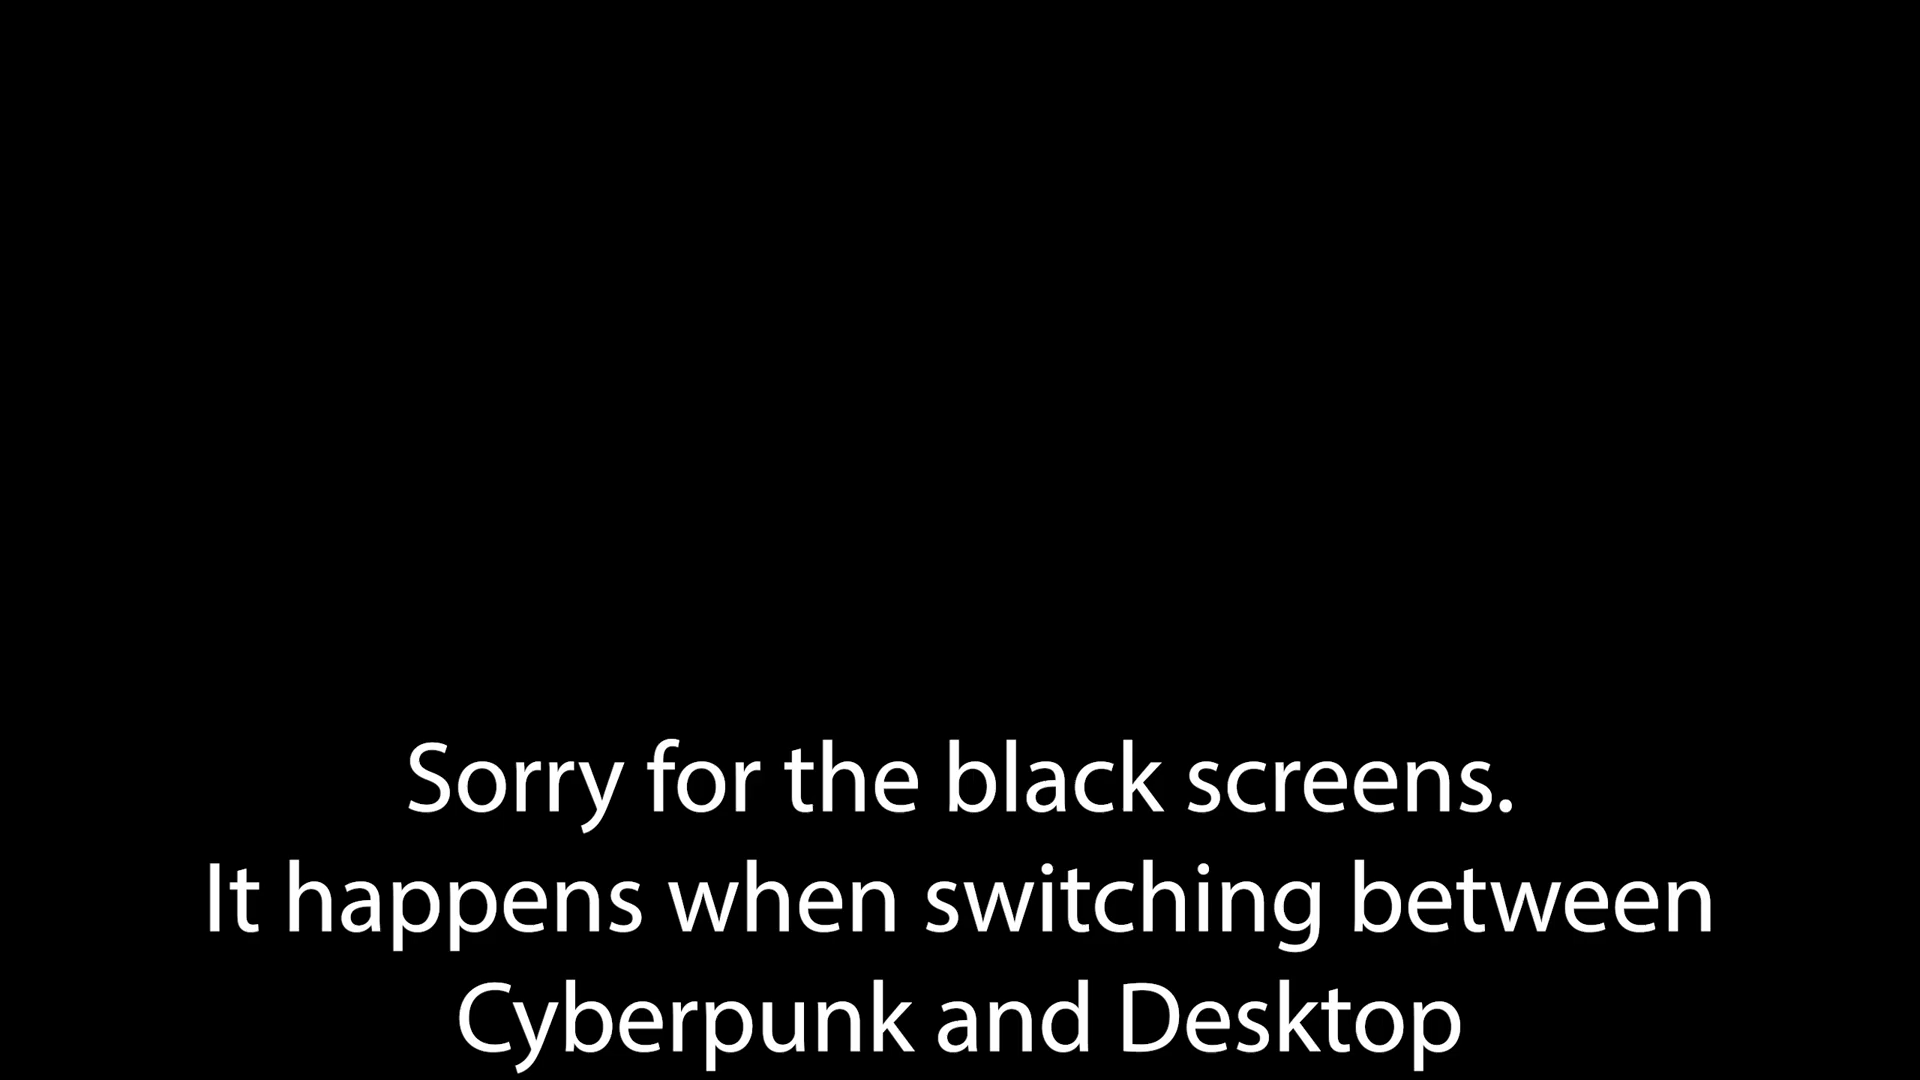 Sorry for the black screens.
It happens when switching between
Cyberpunk and Desktop